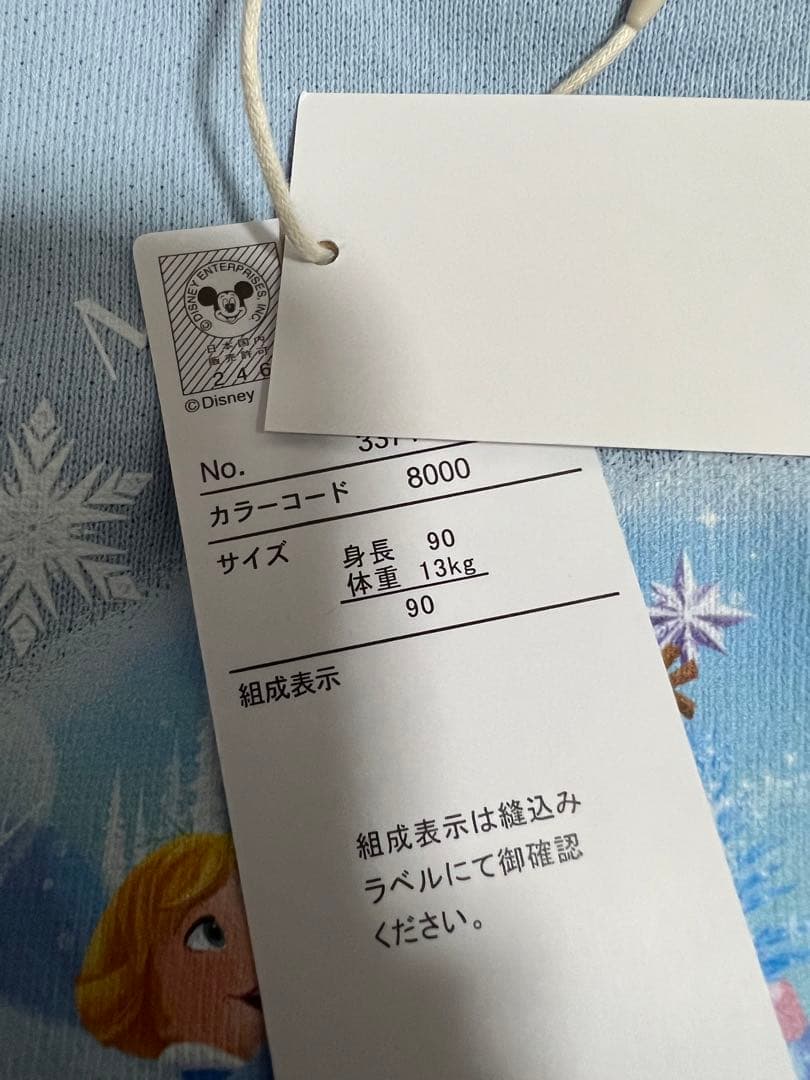 ©DISNEY ENTERPRISES, INC.
日本国内
販売許可
246
©Disney
No.
カラーコード 8000
サイズ 身長 90
体重 13kg
90
組成表示
組成表示は縫込み
ラベルにて御確認
ください。